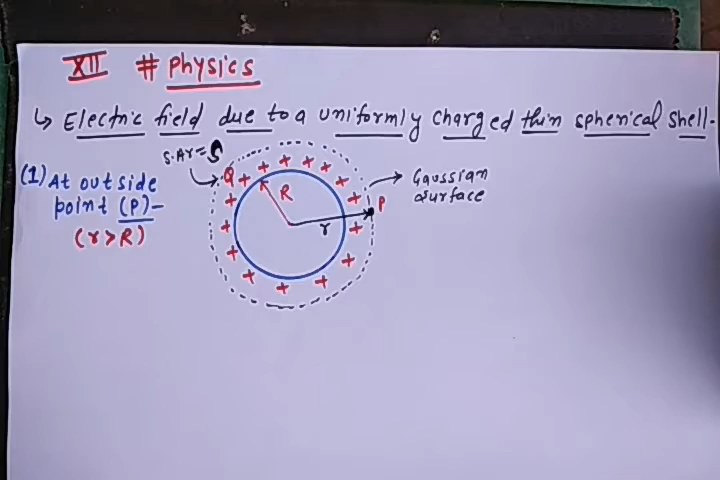 XII # Physics
↳ Electric field due to a uniformly charged thin spherical shell-
S.Ar = S
(1) At outside
point (P)-
(r > R)
Q
R
r
P
Gaussian
surface